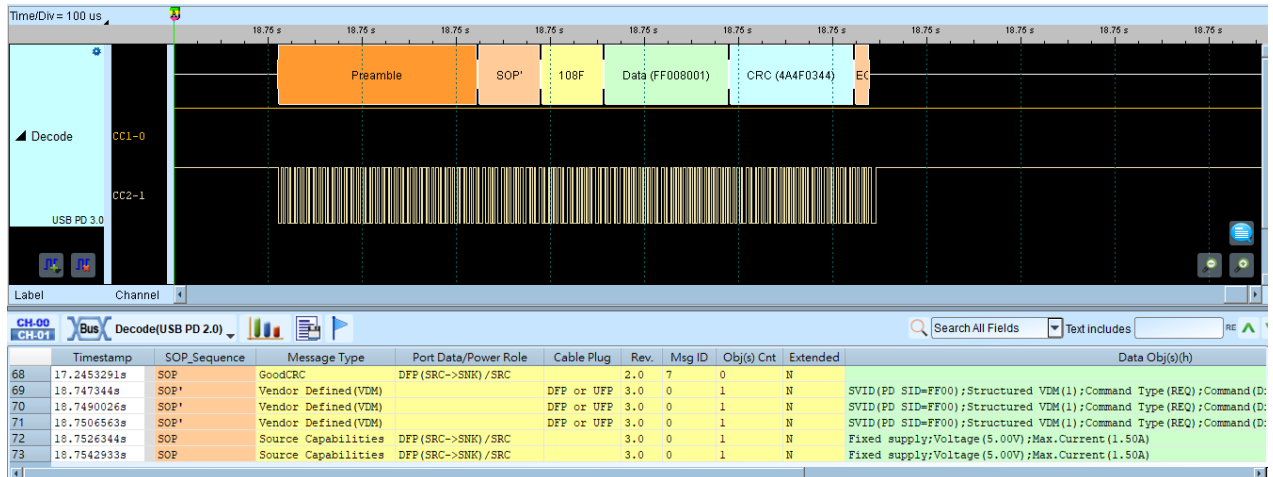 Time/Div = 100 us
18.75 s 18.75 s 18.75 s 18.75 s 18.75 s 18.75 s 18.75 s 18.75 s 18.75 s 18.75 s 18.75 s
Preamble SOP' 108F Data (FF008001) CRC (4A4F0344) EO
Decode CC1-0
CC2-1
USB PD 3.0
Label Channel
CH-00
CH-01 Bus Decode(USB PD 2.0) Search All Fields Text includes RE
Timestamp SOP_Sequence Message Type Port Data/Power Role Cable Plug Rev. Msg ID Obj(s) Cnt Extended Data Obj(s)(h)
68 17.2453291s SOP GoodCRC DFP(SRC->SNK)/SRC 2.0 7 0 N
69 18.747344s SOP' Vendor Defined(VDM) DFP or UFP 3.0 0 1 N SVID(PD SID=FF00);Structured VDM(1);Command Type(REQ);Command(D:
70 18.7490026s SOP' Vendor Defined(VDM) DFP or UFP 3.0 0 1 N SVID(PD SID=FF00);Structured VDM(1);Command Type(REQ);Command(D:
71 18.7506563s SOP' Vendor Defined(VDM) DFP or UFP 3.0 0 1 N SVID(PD SID=FF00);Structured VDM(1);Command Type(REQ);Command(D:
72 18.7526344s SOP Source Capabilities DFP(SRC->SNK)/SRC 3.0 0 1 N Fixed supply;Voltage(5.00V);Max.Current(1.50A)
73 18.7542933s SOP Source Capabilities DFP(SRC->SNK)/SRC 3.0 0 1 N Fixed supply;Voltage(5.00V);Max.Current(1.50A)